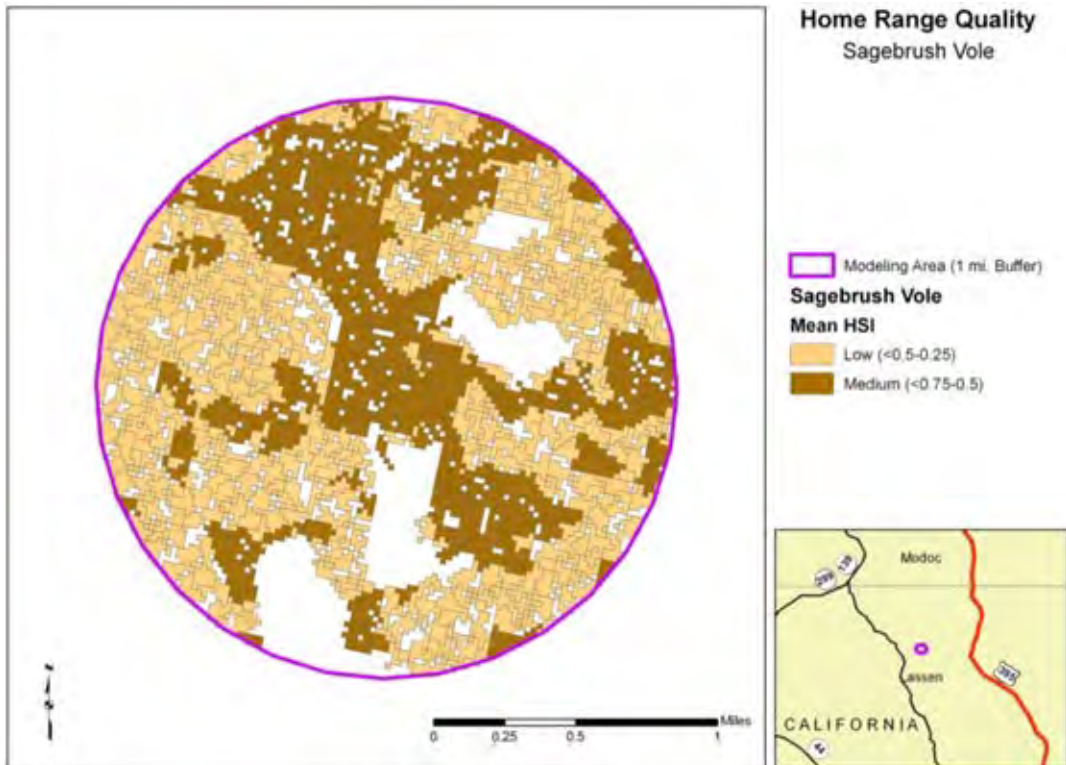 Home Range Quality
Sagebrush Vole
Modeling Area (1 mi. Buffer)
Sagebrush Vole
Mean HSI
Low (<0.5-0.25)
Medium (<0.75-0.5)
Miles
0 0.25 0.5 1
Modoc
299 139
assen
395
CALIFORNIA
44